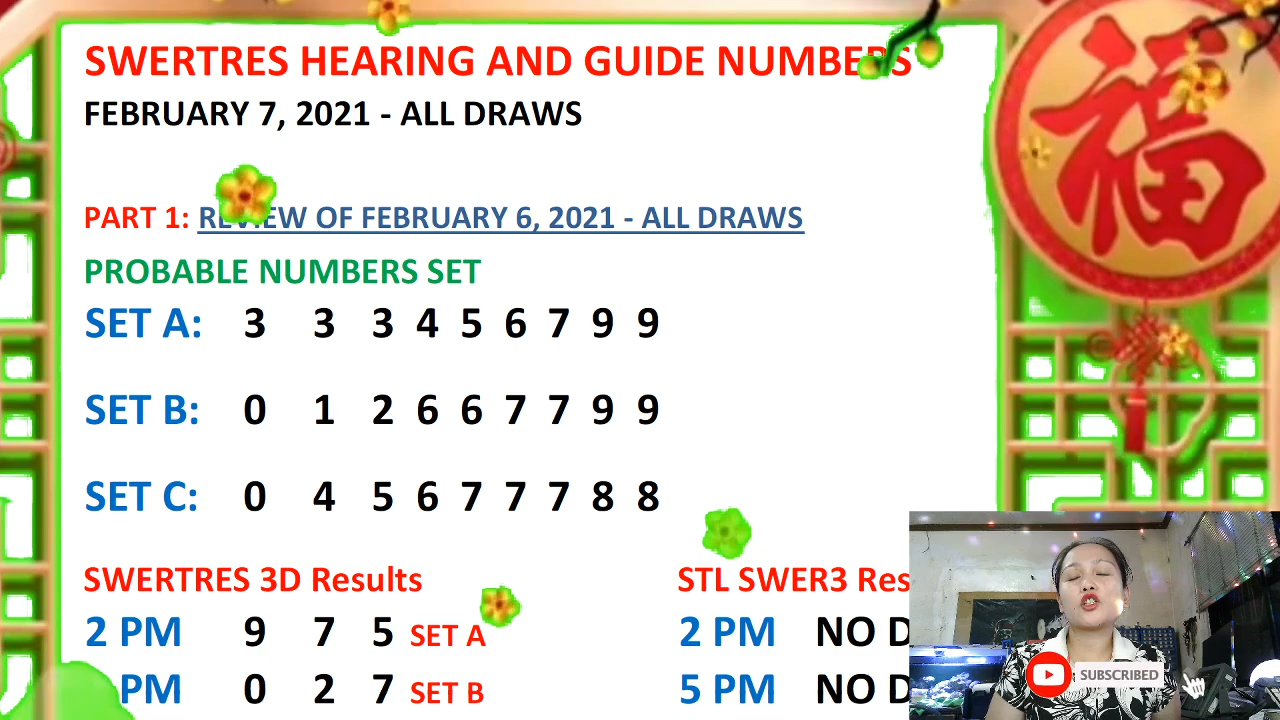 SWERTRES HEARING AND GUIDE NUMBERS
FEBRUARY 7, 2021 - ALL DRAWS
福
PART 1: REVIEW OF FEBRUARY 6, 2021 - ALL DRAWS
PROBABLE NUMBERS SET
SET A: 3 3 3 4 5 6 7 9 9
SET B: 0 1 2 6 6 7 7 9 9
SET C: 0 4 5 6 7 7 7 8 8
SWERTRES 3D Results
2 PM 9 7 5 SET A
PM 0 2 7 SET B
STL SWER3 Res
2 PM NO D
5 PM NO D
SUBSCRIBED